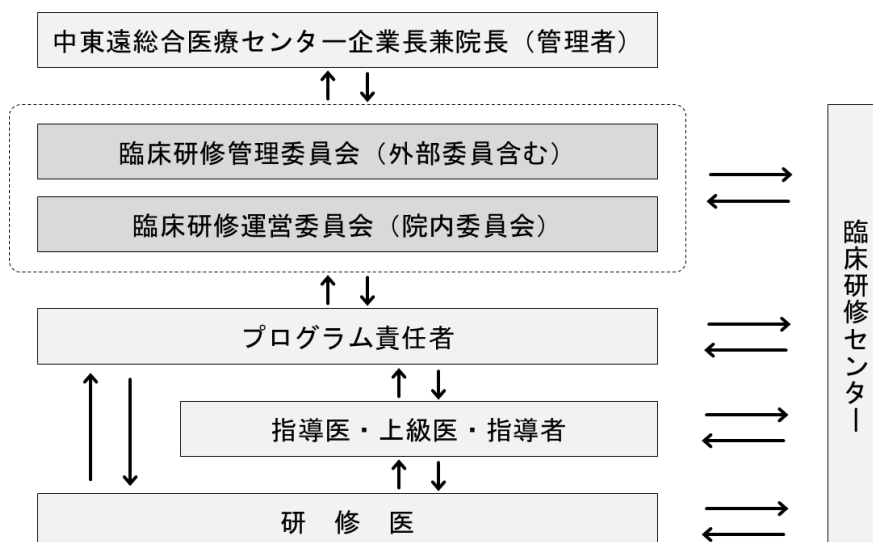 中東遠総合医療センター企業長兼院長（管理者）
臨床研修管理委員会（外部委員含む）
臨床研修運営委員会（院内委員会）
プログラム責任者
指導医・上級医・指導者
研　修　医
臨床研修センター